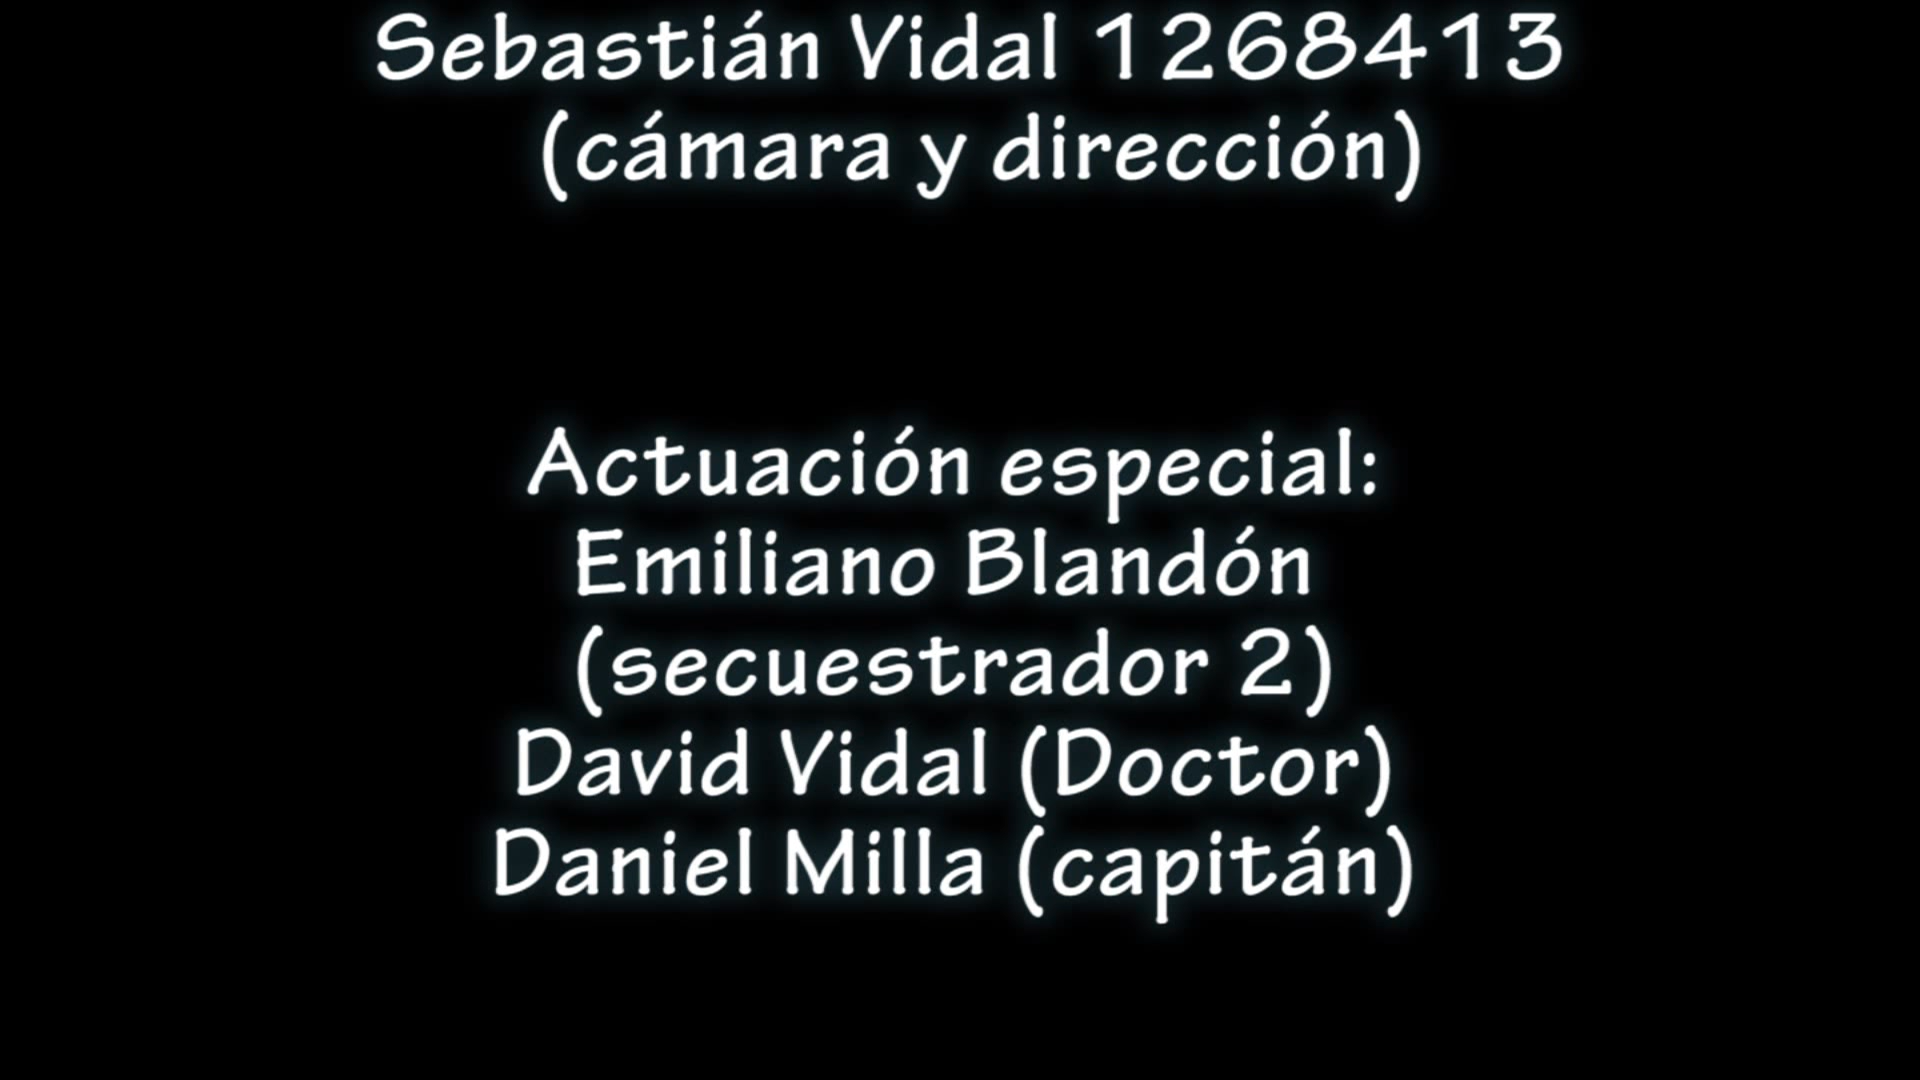 Sebastián Vidal 1268413
(cámara y dirección)
Actuación especial:
Emiliano Blandón
(secuestrador 2)
David Vidal (Doctor)
Daniel Milla (capitán)